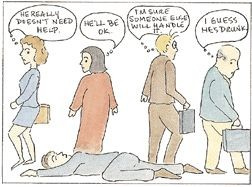 HE REALLY
DOESN'T NEED
HELP.
HE'LL BE
OK.
I'M SURE
SOMEONE ELSE
WILL HANDLE
IT.
I GUESS
HE'S DRUNK.